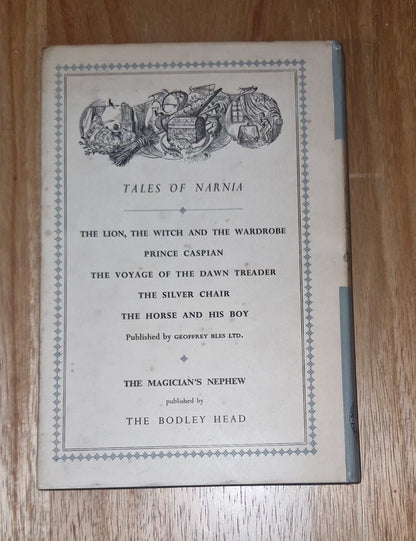 TALES OF NARNIA
THE LION, THE WITCH AND THE WARDROBE
PRINCE CASPIAN
THE VOYAGE OF THE DAWN TREADER
THE SILVER CHAIR
THE HORSE AND HIS BOY
Published by GEOFFREY BLES LTD.
THE MAGICIAN'S NEPHEW
published by
THE BODLEY HEAD